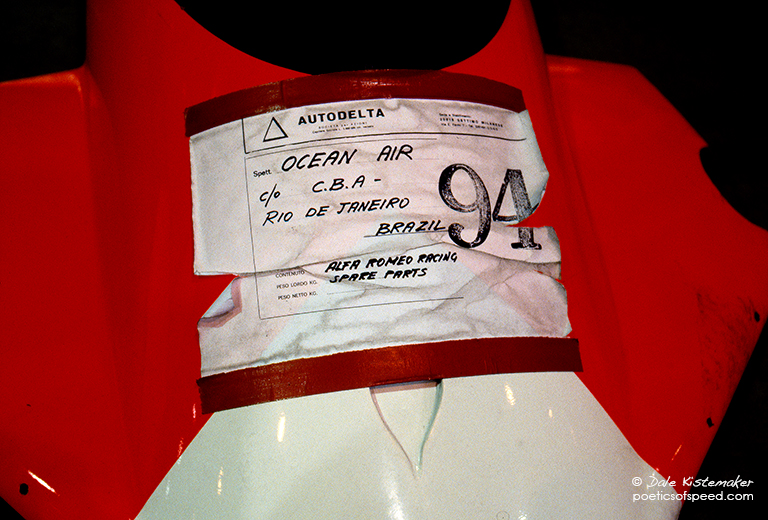 AUTODELTA
Spett. OCEAN AIR
c/o C.B.A -
RIO DE JANEIRO
BRAZIL
94
CONTENUTO ALFA ROMEO RACING
PESO LORDO KG. SPARE PARTS
PESO NETTO KG.
© Dale Kistemaker
poeticsofspeed.com